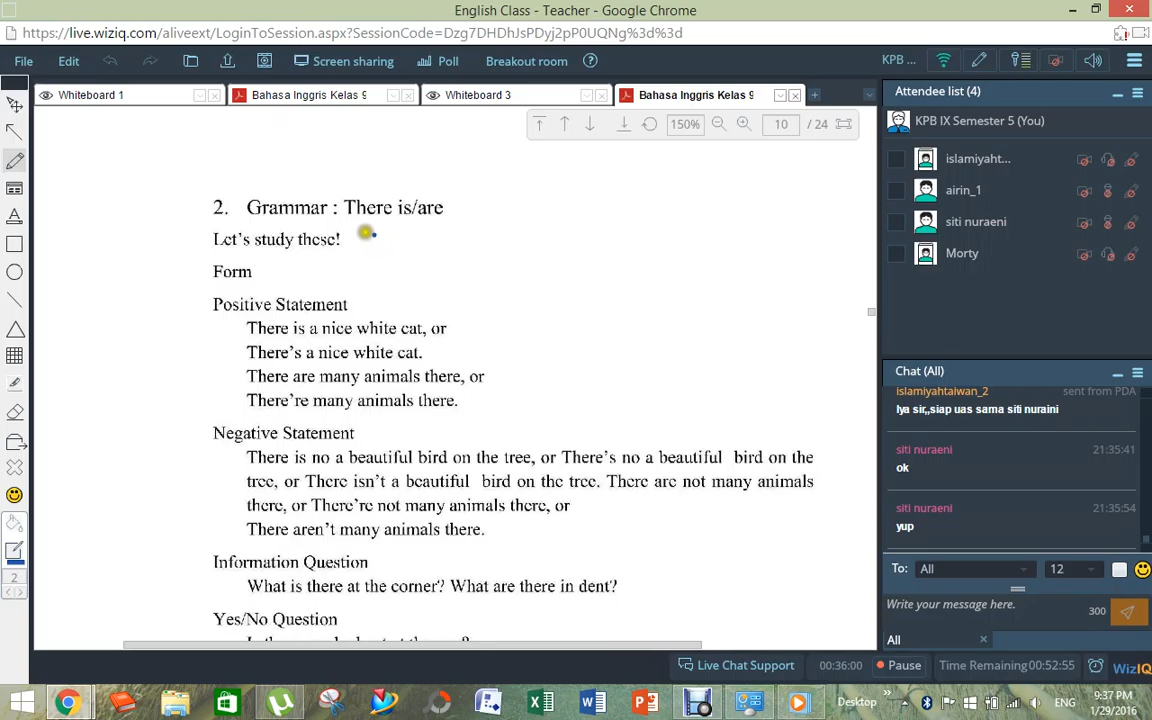 English Class - Teacher - Google Chrome
https://live.wiziq.com/aliveext/LoginToSession.aspx?SessionCode=Dzg7DHDhJsPDyj2pP0UQNg%3d%3d
File Edit Screen sharing Poll Breakout room ? KPB ...
Whiteboard 1 Bahasa Inggris Kelas 9 Whiteboard 3 Bahasa Inggris Kelas 9
150% 10 / 24
Attendee list (4)
KPB IX Semester 5 (You)
islamiyaht...
airin_1
siti nuraeni
Morty
2. Grammar : There is/are
Let's study these!
Form
Positive Statement
There is a nice white cat, or
There's a nice white cat.
There are many animals there, or
There're many animals there.
Negative Statement
There is no a beautiful bird on the tree, or There's no a beautiful bird on the
tree, or There isn't a beautiful bird on the tree. There are not many animals
there, or There're not many animals there, or
There aren't many animals there.
Information Question
What is there at the corner? What are there in dent?
Yes/No Question
Chat (All)
islamiyahtaiwan_2 sent from PDA
Iya sir,,siap uas sama siti nuraini
siti nuraeni 21:35:41
ok
siti nuraeni 21:35:54
yup
To: All 12
Write your message here. 300
All
2
Live Chat Support 00:36:00 Pause Time Remaining 00:52:55 WizIQ
Desktop ENG 9:37 PM
1/29/2016